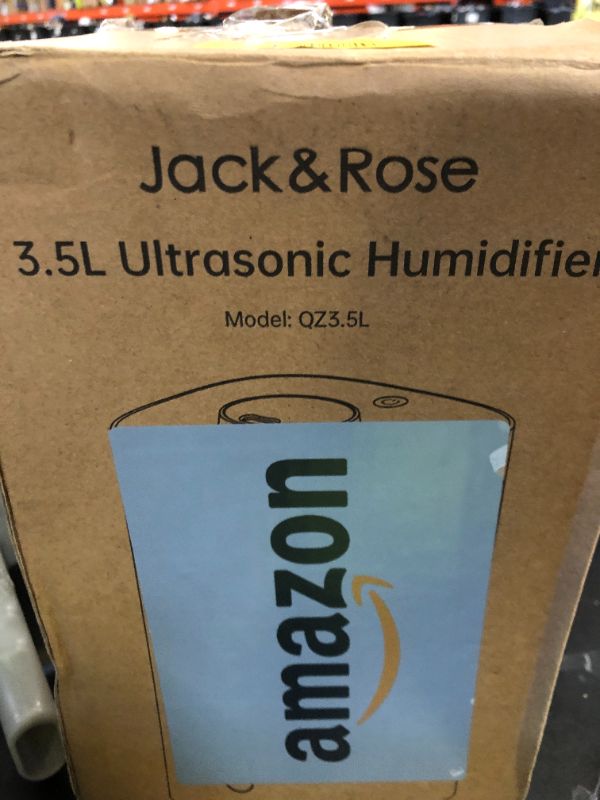 Jack&Rose
3.5L Ultrasonic Humidifier
Model: QZ3.5L
amazon